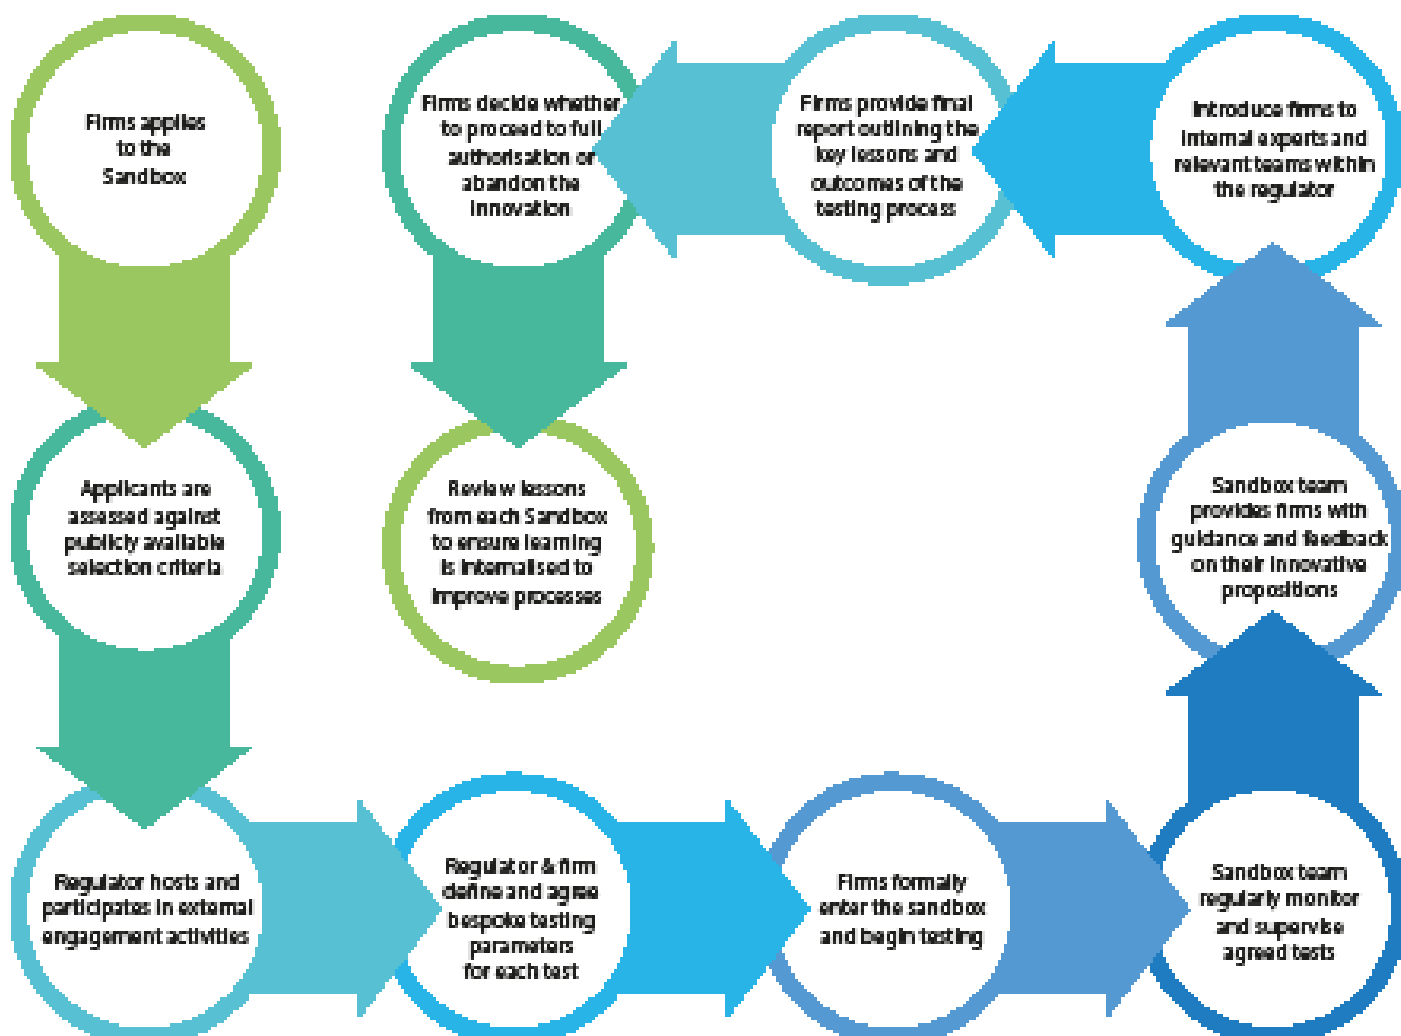 Firms applies
to the
Sandbox
Applicants are
assessed against
publicly available
selection criteria
Regulator hosts and
participates in external
engagement activities
Regulator & firm
define and agree
bespoke testing
parameters
for each test
Firms formally
enter the sandbox
and begin testing
Sandbox team
regularly monitor
and supervise
agreed tests
Sandbox team
provides firms with
guidance and feedback
on their innovative
propositions
Introduce firms to
internal experts and
relevant teams within
the regulator
Firms provide final
report outlining the
key lessons and
outcomes of the
testing process
Firms decide whether
to proceed to full
authorisation or
abandon the
innovation
Review lessons
from each Sandbox
to ensure learning
is internalised to
improve processes